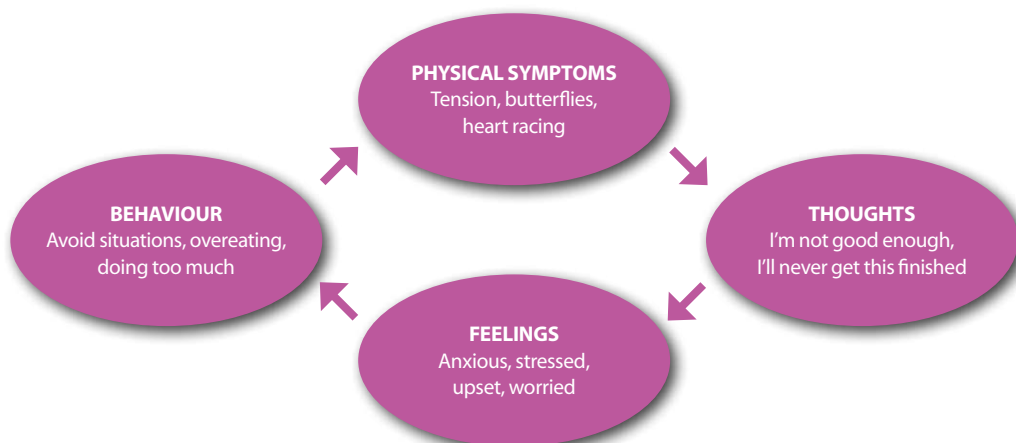 PHYSICAL SYMPTOMS
Tension, butterflies,
heart racing
THOUGHTS
I'm not good enough,
I'll never get this finished
FEELINGS
Anxious, stressed,
upset, worried
BEHAVIOUR
Avoid situations, overeating,
doing too much